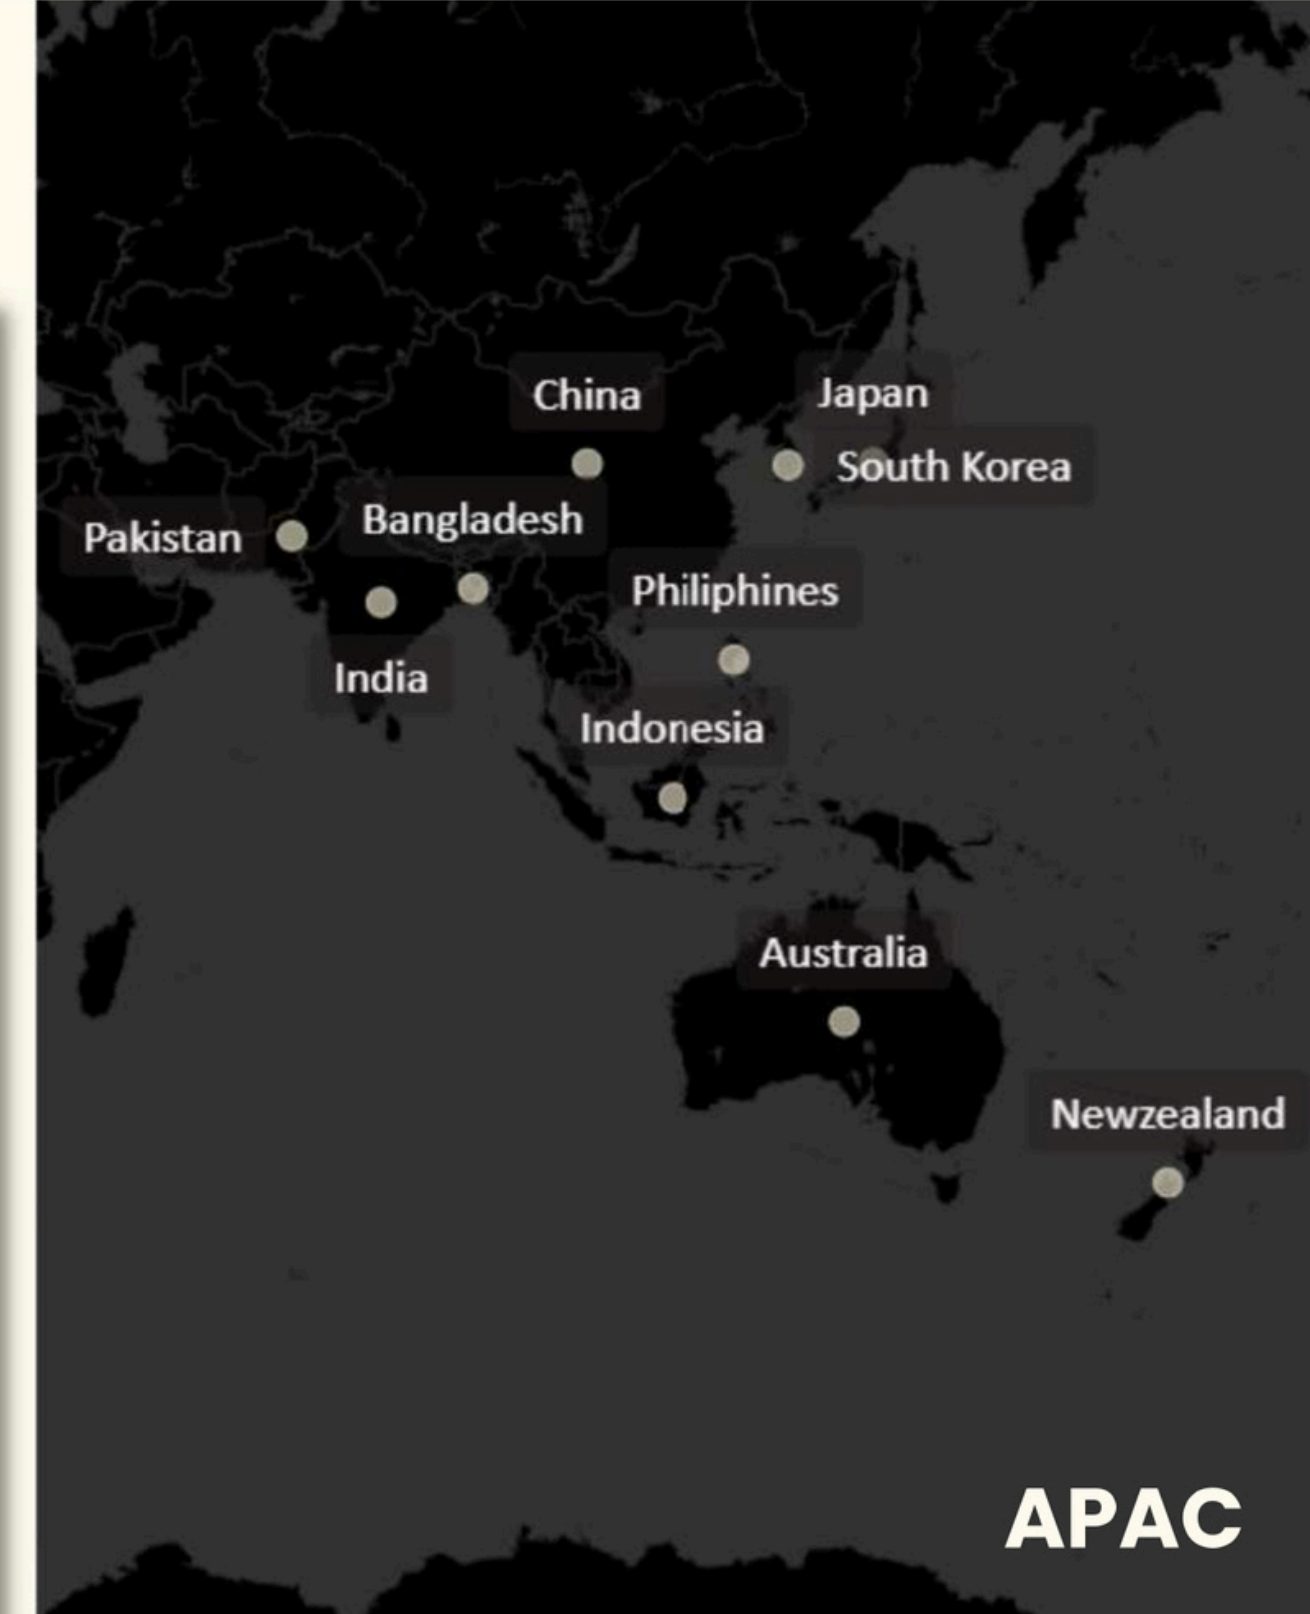 China
Japan
South Korea
Pakistan
Bangladesh
Philiphines
India
Indonesia
Australia
Newzealand
APAC